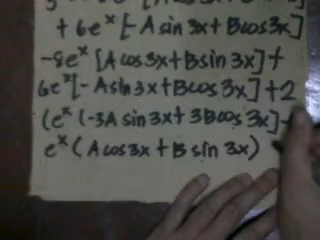 + 6e^x [-A sin 3x + B cos 3x]
-8e^x [A cos 3x + B sin 3x] +
6e^x [-A sin 3x + B cos 3x] + 2
(e^x (-3A sin 3x + 3B cos 3x] +
e^x (A cos 3x + B sin 3x)